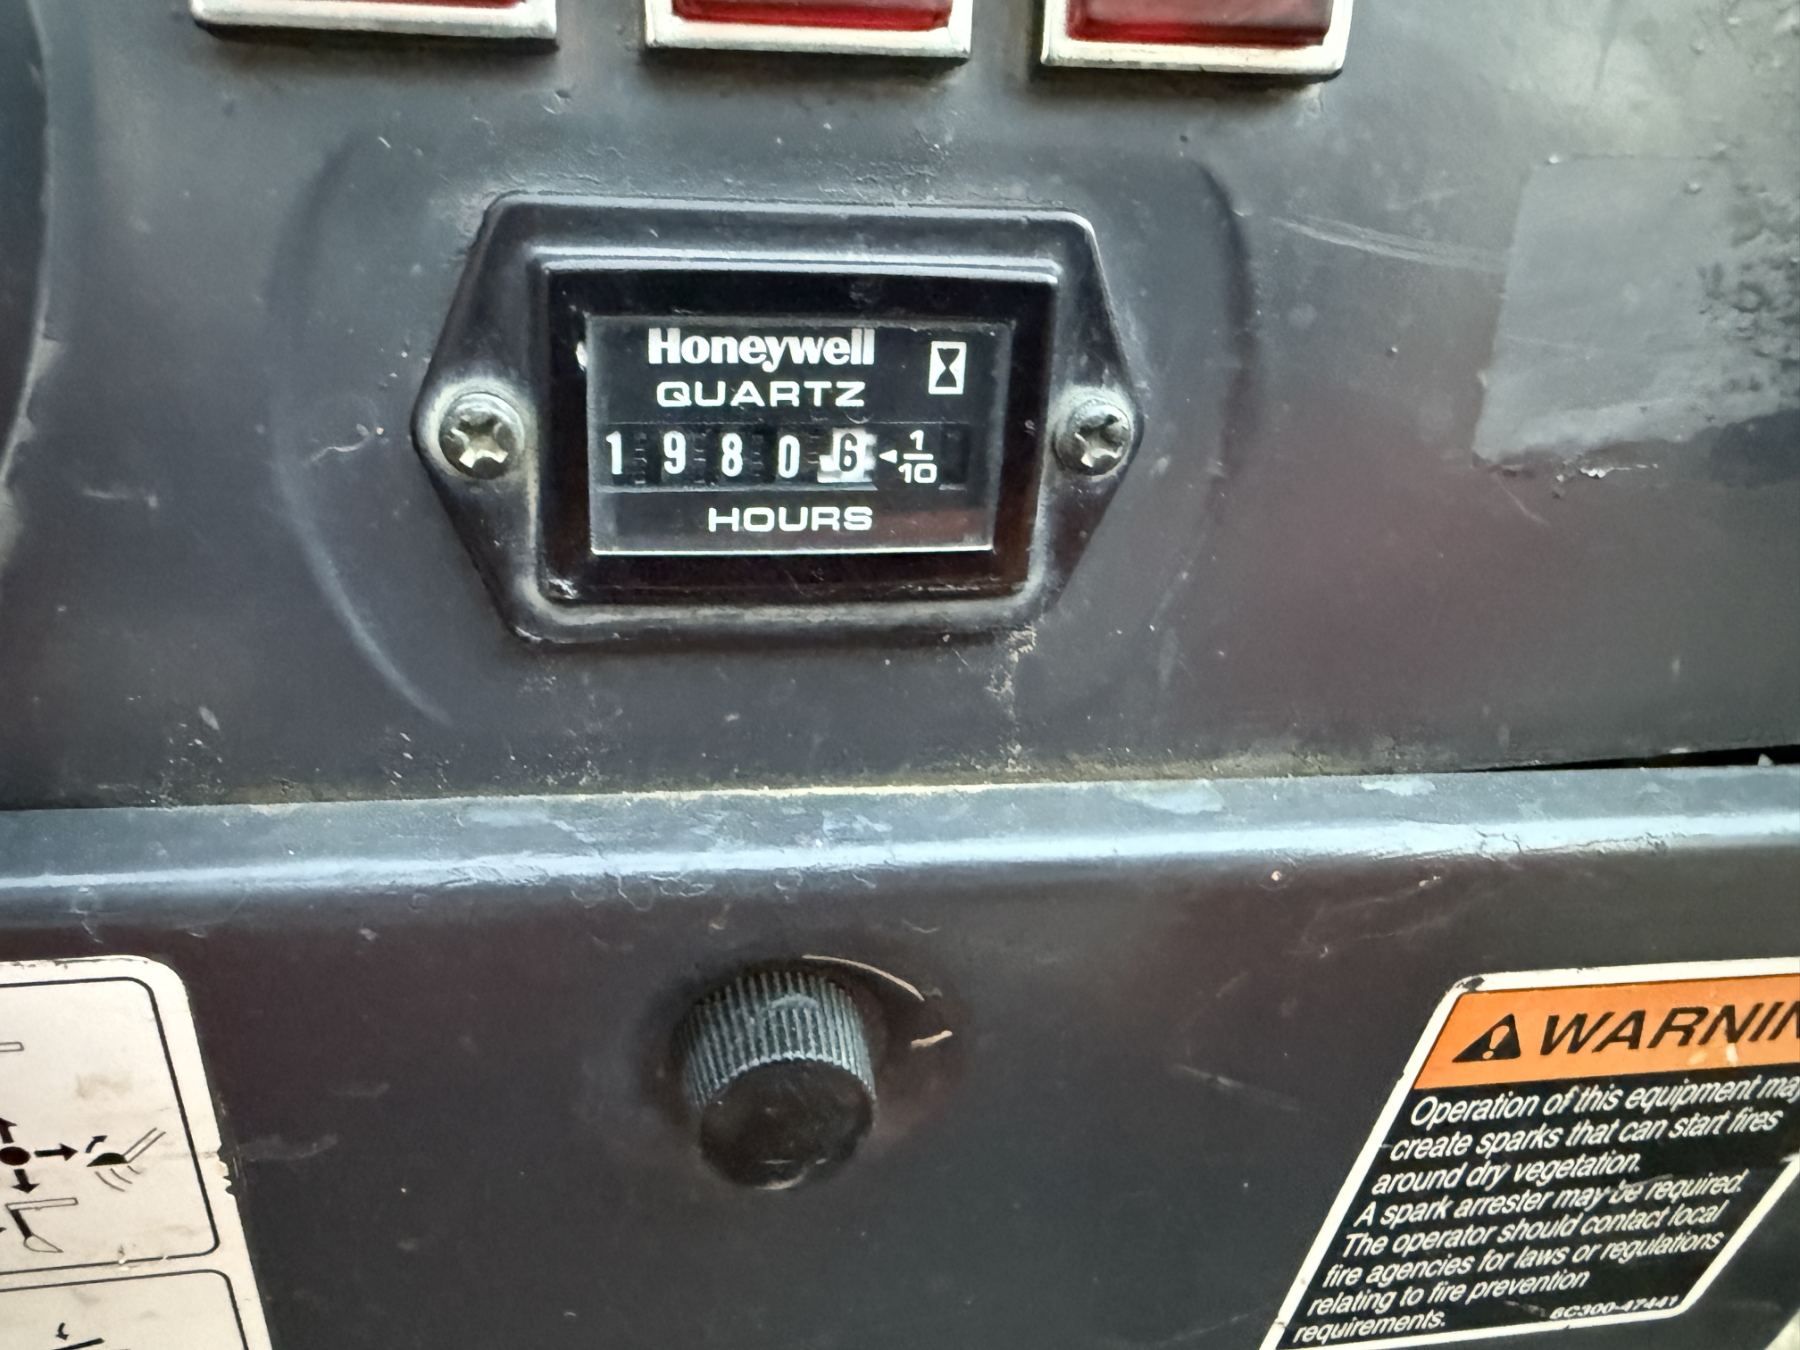 Honeywell
QUARTZ
1 9 8 0 6 ◄ 1/10
HOURS
⚠ WARNIN
Operation of this equipment may
create sparks that can start fires
around dry vegetation.
A spark arrester may be required.
The operator should contact local
fire agencies for laws or regulations
relating to fire prevention
requirements.
6C300-47441